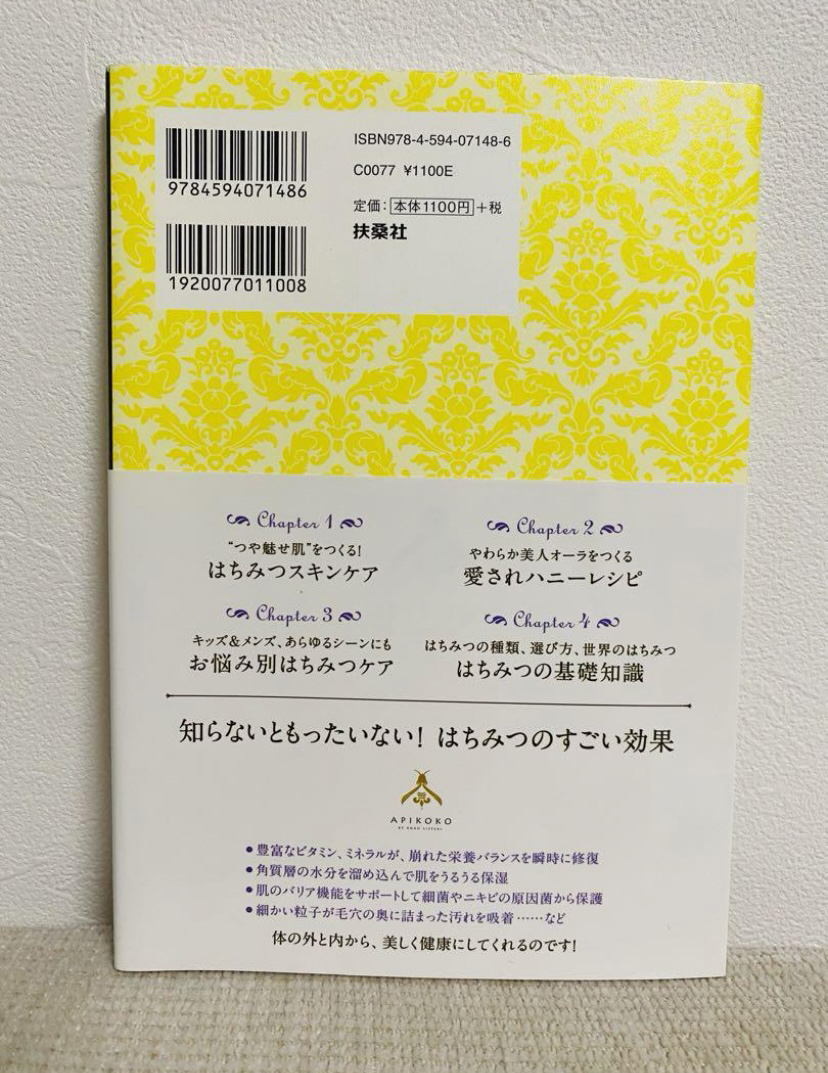 ISBN978-4-594-07148-6
C0077 ¥1100E
定価:本体1100円+税
扶桑社
9784594071486
1920077011008
Chapter 1
“つや魅せ肌”をつくる!
はちみつスキンケア
Chapter 2
やわらか美人オーラをつくる
愛されハニーレシピ
Chapter 3
キッズ&メンズ、あらゆるシーンにも
お悩み別はちみつケア
Chapter 4
はちみつの種類、選び方、世界のはちみつ
はちみつの基礎知識
知らないともったいない! はちみつのすごい効果
APIKOKO
●豊富なビタミン、ミネラルが、崩れた栄養バランスを瞬時に修復
●角質層の水分を溜め込んで肌をうるうる保湿
●肌のバリア機能をサポートして細菌やニキビの原因菌から保護
●細かい粒子が毛穴の奥に詰まった汚れを吸着……など
体の外と内から、美しく健康にしてくれるのです!